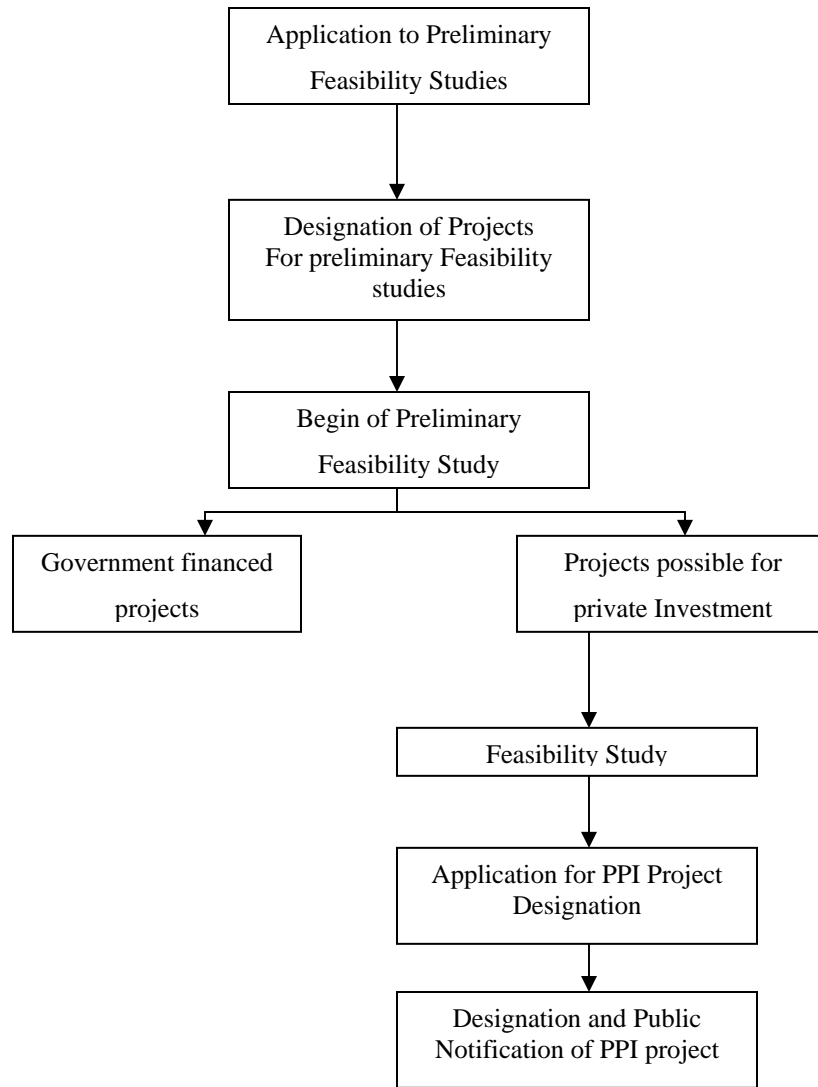 Application to Preliminary
Feasibility Studies
Designation of Projects
For preliminary Feasibility
studies
Begin of Preliminary
Feasibility Study
Government financed
projects
Projects possible for
private Investment
Feasibility Study
Application for PPI Project
Designation
Designation and Public
Notification of PPI project